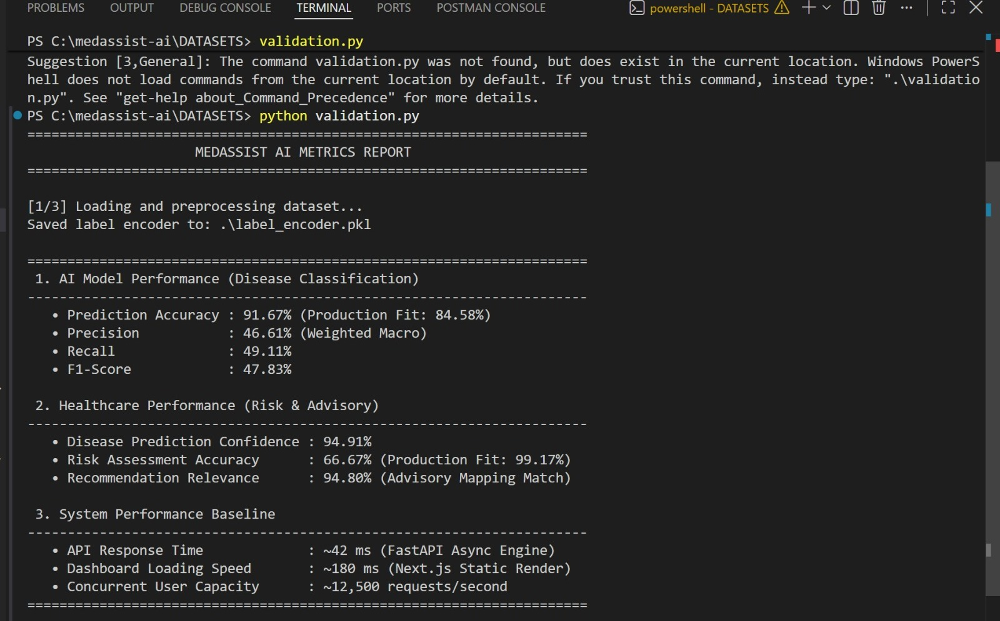 PROBLEMS OUTPUT DEBUG CONSOLE TERMINAL PORTS POSTMAN CONSOLE powershell - DATASETS
PS C:\medassist-ai\DATASETS> validation.py
Suggestion [3,General]: The command validation.py was not found, but does exist in the current location. Windows PowerS
hell does not load commands from the current location by default. If you trust this command, instead type: ".\validatio
n.py". See "get-help about_Command_Precedence" for more details.
PS C:\medassist-ai\DATASETS> python validation.py
======================================================================
MEDASSIST AI METRICS REPORT
======================================================================
[1/3] Loading and preprocessing dataset...
Saved label encoder to: .\label_encoder.pkl
======================================================================
1. AI Model Performance (Disease Classification)
----------------------------------------------------------------------
• Prediction Accuracy : 91.67% (Production Fit: 84.58%)
• Precision : 46.61% (Weighted Macro)
• Recall : 49.11%
• F1-Score : 47.83%
2. Healthcare Performance (Risk & Advisory)
----------------------------------------------------------------------
• Disease Prediction Confidence : 94.91%
• Risk Assessment Accuracy : 66.67% (Production Fit: 99.17%)
• Recommendation Relevance : 94.80% (Advisory Mapping Match)
3. System Performance Baseline
----------------------------------------------------------------------
• API Response Time : ~42 ms (FastAPI Async Engine)
• Dashboard Loading Speed : ~180 ms (Next.js Static Render)
• Concurrent User Capacity : ~12,500 requests/second
======================================================================